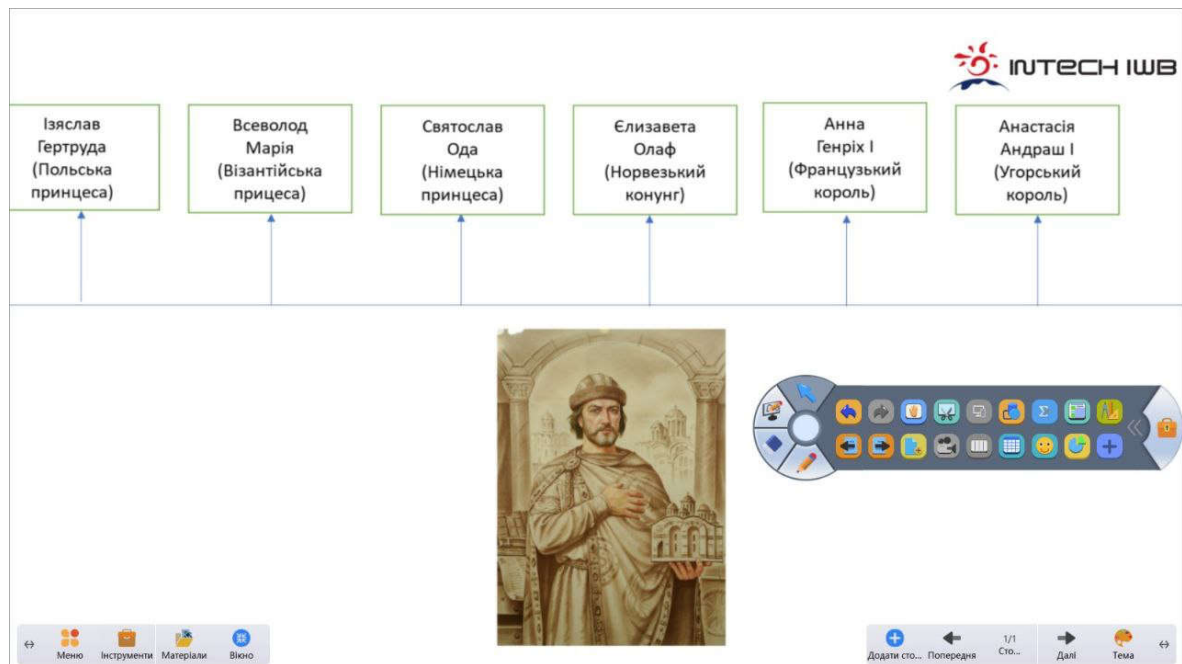 INTECH IWB
Ізяслав
Гертруда
(Польська
принцеса)
Всеволод
Марія
(Візантійська
прицеса)
Святослав
Ода
(Німецька
принцеса)
Єлизавета
Олаф
(Норвезький
конунг)
Анна
Генріх І
(Французький
король)
Анастасія
Андраш І
(Угорський
король)
Меню
Інструменти
Матеріали
Вікно
Додати сто...
Попередня
1/1
Сто...
Далі
Тема